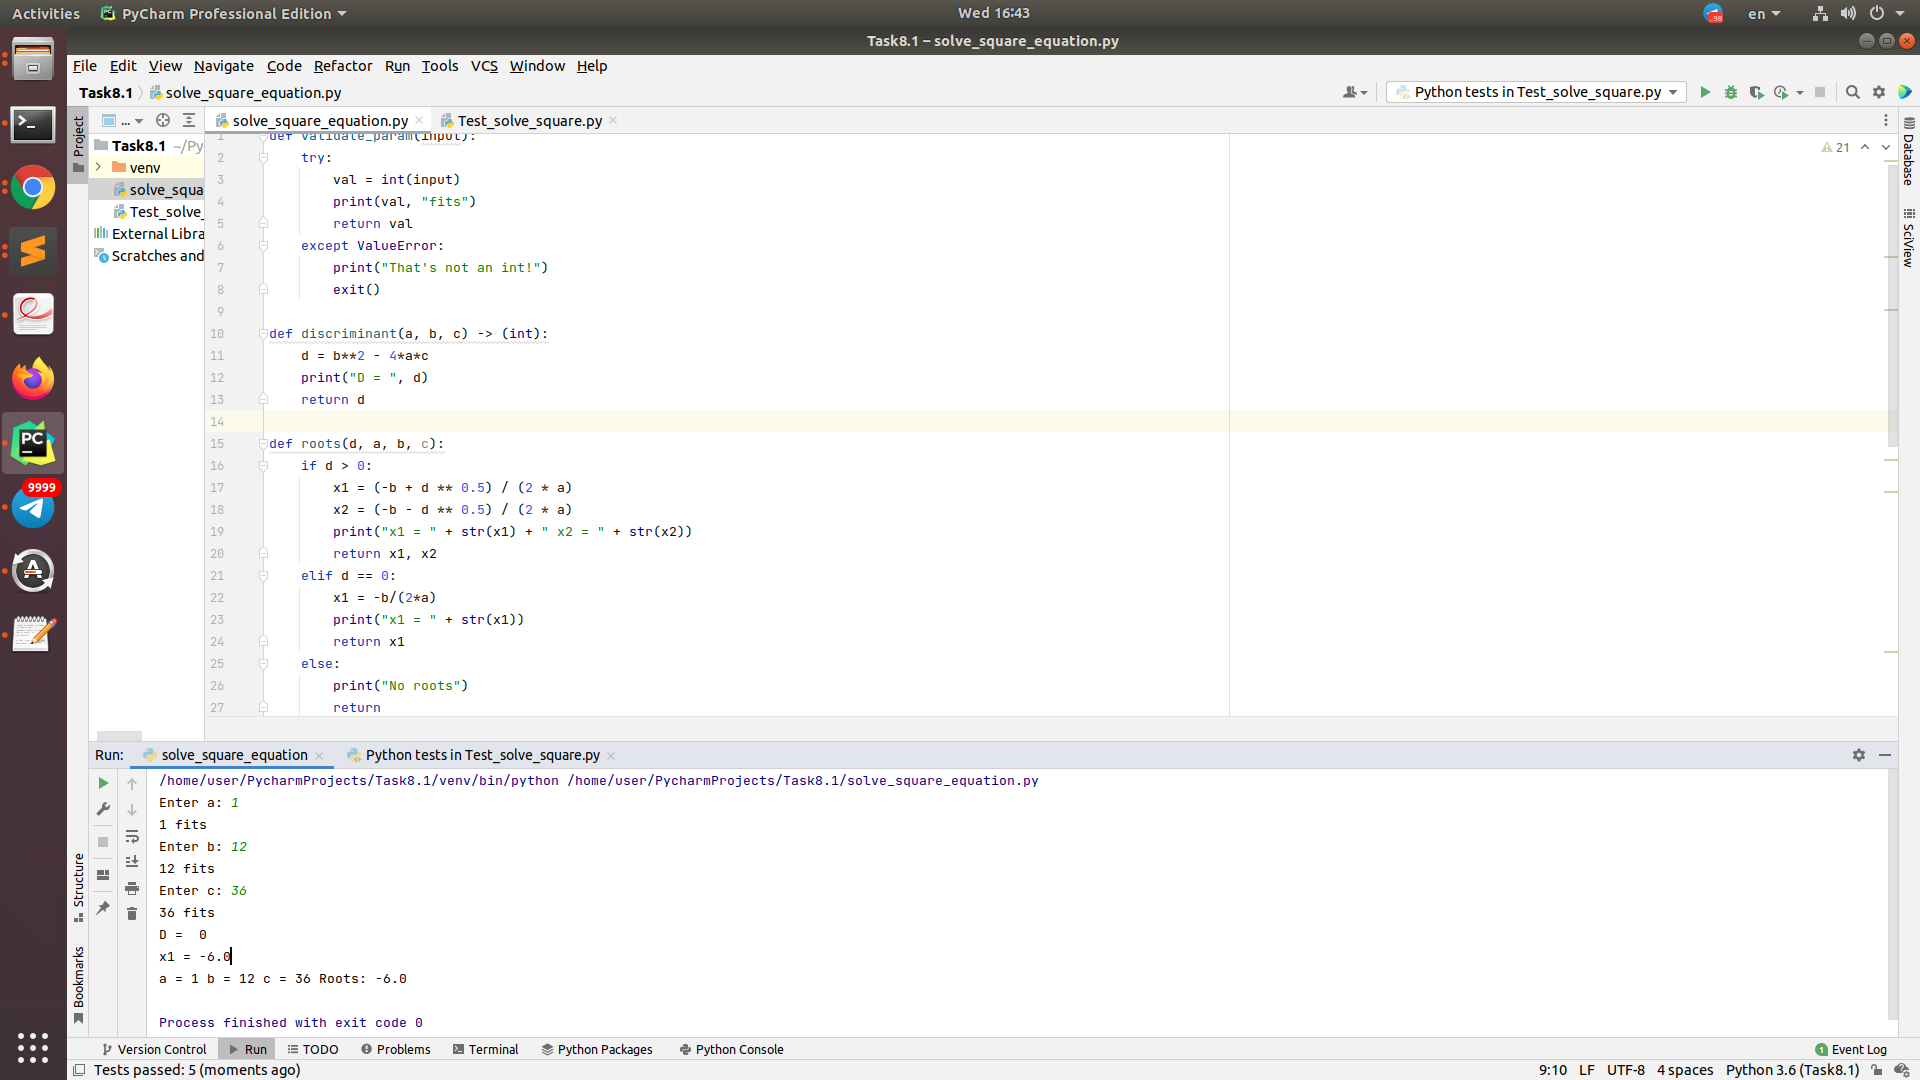 Activities PyCharm Professional Edition Wed 16:43 98 en
Task8.1 – solve_square_equation.py
File Edit View Navigate Code Refactor Run Tools VCS Window Help
Task8.1 solve_square_equation.py Python tests in Test_solve_square.py
Project ... solve_square_equation.py Test_solve_square.py
Task8.1 ~/Py
venv
solve_squa
Test_solve_
External Libra
Scratches and
21
1 def validate_param(input):
2 try:
3 val = int(input)
4 print(val, "fits")
5 return val
6 except ValueError:
7 print("That's not an int!")
8 exit()
9
10 def discriminant(a, b, c) -> (int):
11 d = b**2 - 4*a*c
12 print("D = ", d)
13 return d
14
15 def roots(d, a, b, c):
16 if d > 0:
17 x1 = (-b + d ** 0.5) / (2 * a)
18 x2 = (-b - d ** 0.5) / (2 * a)
19 print("x1 = " + str(x1) + " x2 = " + str(x2))
20 return x1, x2
21 elif d == 0:
22 x1 = -b/(2*a)
23 print("x1 = " + str(x1))
24 return x1
25 else:
26 print("No roots")
27 return
Database
SciView
PC
9999
A
Run: solve_square_equation Python tests in Test_solve_square.py
/home/user/PycharmProjects/Task8.1/venv/bin/python /home/user/PycharmProjects/Task8.1/solve_square_equation.py
Enter a: 1
1 fits
Enter b: 12
12 fits
Enter c: 36
36 fits
D =  0
x1 = -6.0
a = 1 b = 12 c = 36 Roots: -6.0
Process finished with exit code 0
Structure
Bookmarks
Version Control Run TODO Problems Terminal Python Packages Python Console 1 Event Log
Tests passed: 5 (moments ago) 9:10 LF UTF-8 4 spaces Python 3.6 (Task8.1)